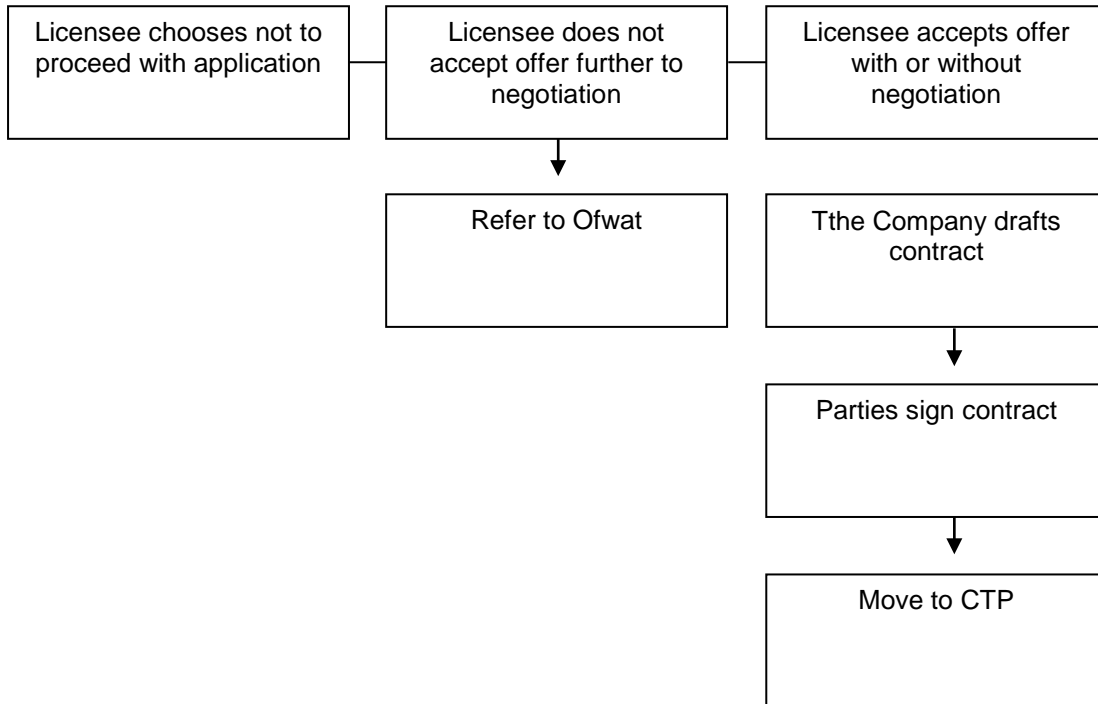 Licensee chooses not to
proceed with application
Licensee does not
accept offer further to
negotiation
Licensee accepts offer
with or without
negotiation
Refer to Ofwat
Tthe Company drafts
contract
Parties sign contract
Move to CTP